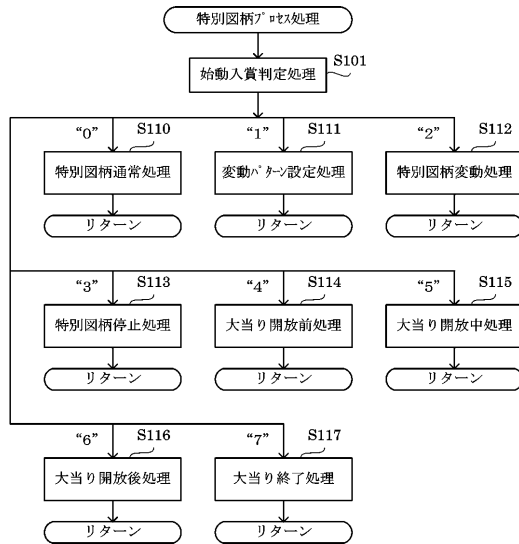 特別図柄ﾌﾟﾛｾｽ処理
S101
始動入賞判定処理
“0” S110 “1” S111 “2” S112
特別図柄通常処理 変動ﾊﾟﾀｰﾝ設定処理 特別図柄変動処理
リターン リターン リターン
“3” S113 “4” S114 “5” S115
特別図柄停止処理 大当り開放前処理 大当り開放中処理
リターン リターン リターン
“6” S116 “7” S117
大当り開放後処理 大当り終了処理
リターン リターン